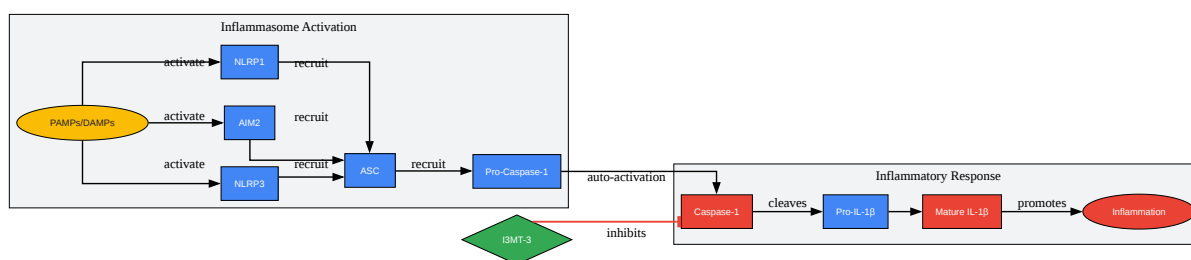 Inflammasome Activation
activate
NLRP1
recruit
PAMPs/DAMPs
activate
AIM2
recruit
activate
NLRP3
recruit
ASC
recruit
Pro-Caspase-1
auto-activation
Inflammatory Response
Caspase-1
cleaves
Pro-IL-1β
Mature IL-1β
promotes
Inflammation
I3MT-3
inhibits